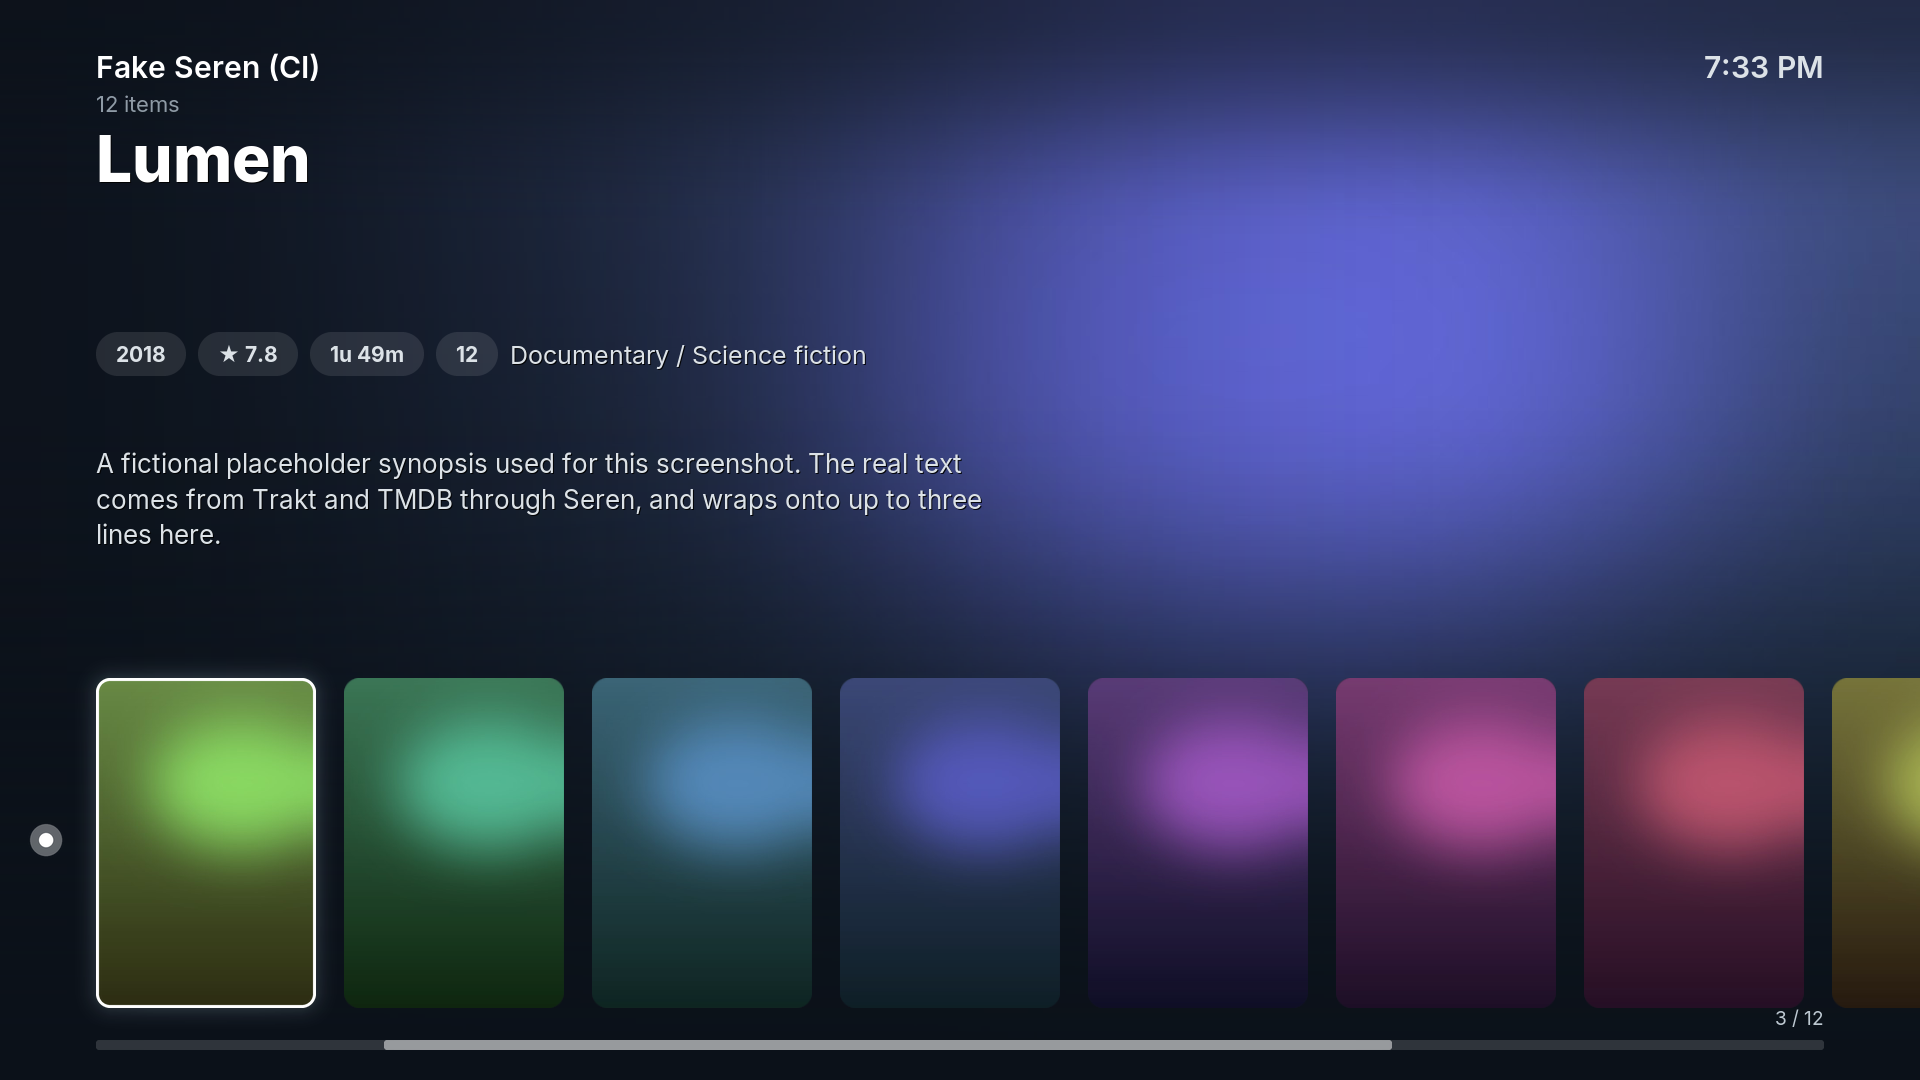 Fake Seren (CI)
7:33 PM
12 items
Lumen
2018 ★ 7.8 1u 49m 12 Documentary / Science fiction
A fictional placeholder synopsis used for this screenshot. The real text
comes from Trakt and TMDB through Seren, and wraps onto up to three
lines here.
3 / 12